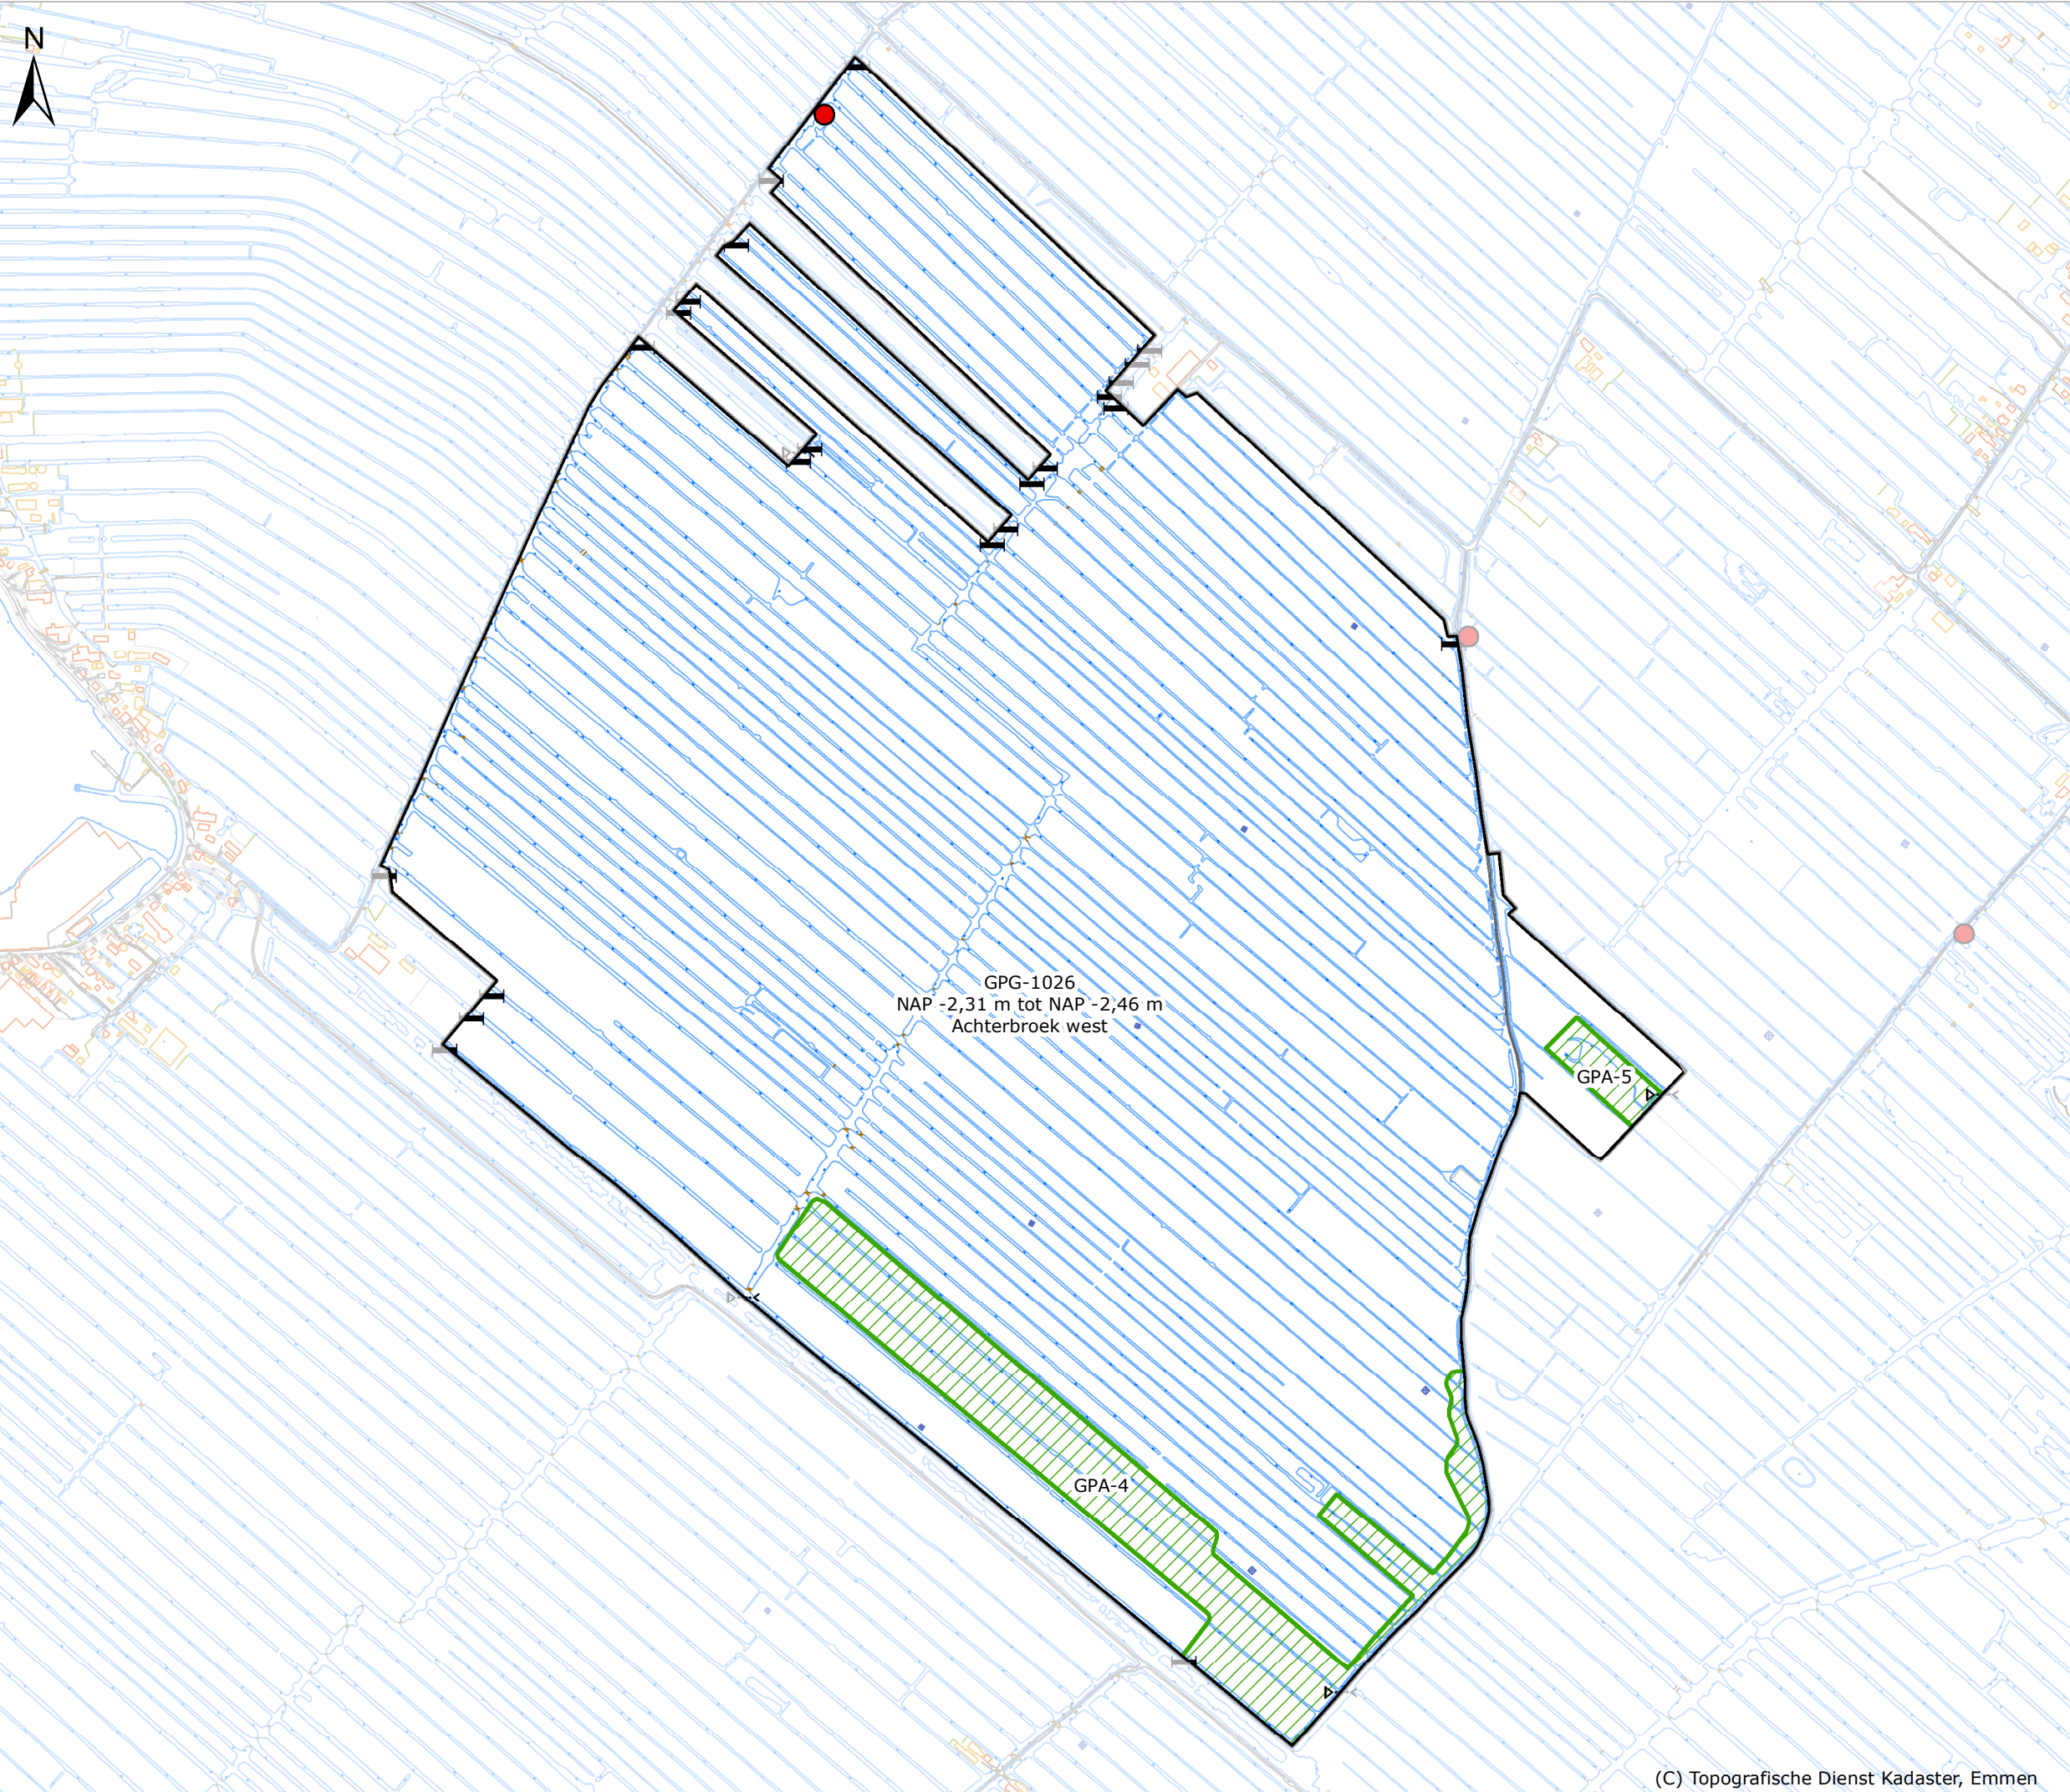 N
GPG-1026
NAP -2,31 m tot NAP -2,46 m
Achterbroek west
GPA-5
GPA-4
(C) Topografische Dienst Kadaster, Emmen